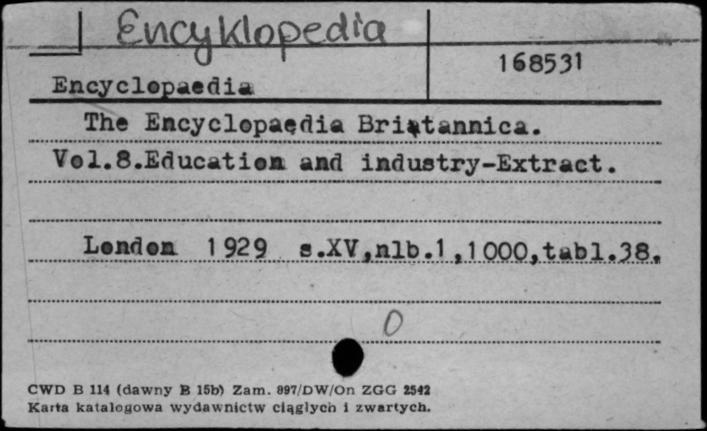 Encyklopedia
168531
Encyclopaedia
The Encyclopaedia Britannica.
Vol.8.Education and industry-Extract.
London 1929 s.XV,nlb.1,1000,tabl.38.
0
CWD B 114 (dawny B 15b) Zam. 897/DW/On ZGG 2542
Karta katalogowa wydawnictw ciągłych i zwartych.